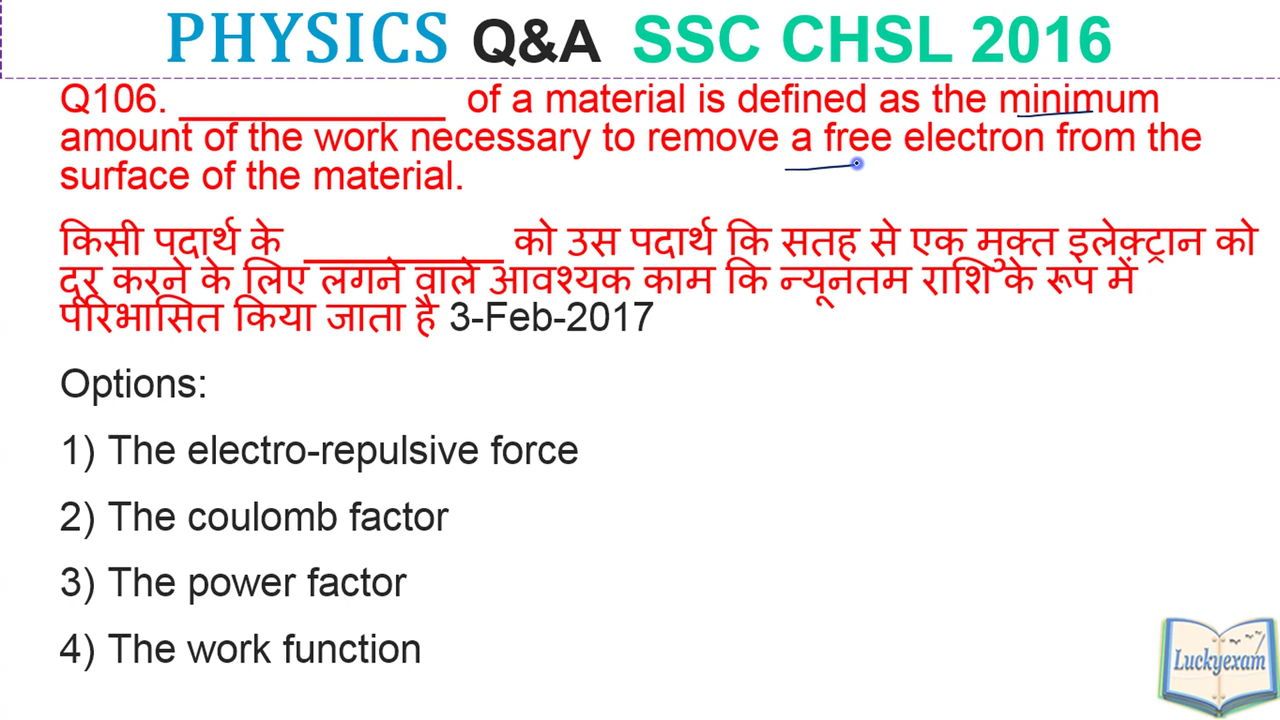 PHYSICS Q&A SSC CHSL 2016
Q106. ____________ of a material is defined as the minimum
amount of the work necessary to remove a free electron from the
surface of the material.
किसी पदार्थ के _________ को उस पदार्थ कि सतह से एक मुक्त इलेक्ट्रान को
दूर करने के लिए लगने वाले आवश्यक काम कि न्यूनतम राशि के रूप में
परिभासित किया जाता है 3-Feb-2017
Options:
1) The electro-repulsive force
2) The coulomb factor
3) The power factor
4) The work function
Luckyexam